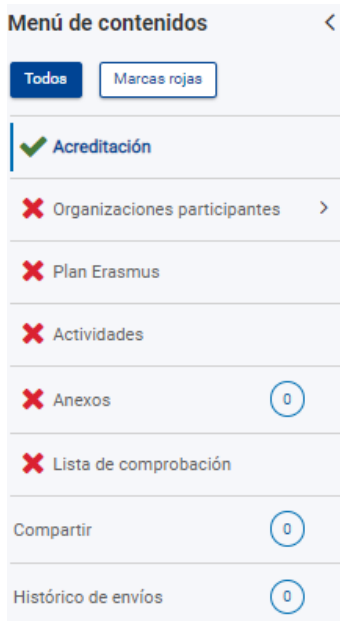 Menú de contenidos
Todos
Marcas rojas
Acreditación
Organizaciones participantes
Plan Erasmus
Actividades
Anexos 0
Lista de comprobación
Compartir 0
Histórico de envíos 0